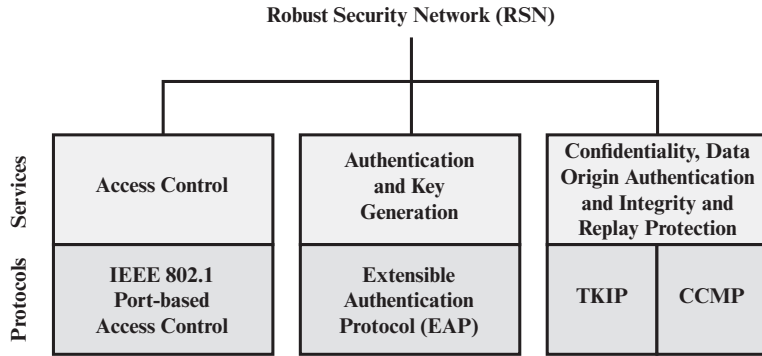 Robust Security Network (RSN)
Services
Access Control
Authentication
and Key
Generation
Confidentiality, Data
Origin Authentication
and Integrity and
Replay Protection
Protocols
IEEE 802.1
Port-based
Access Control
Extensible
Authentication
Protocol (EAP)
TKIP
CCMP